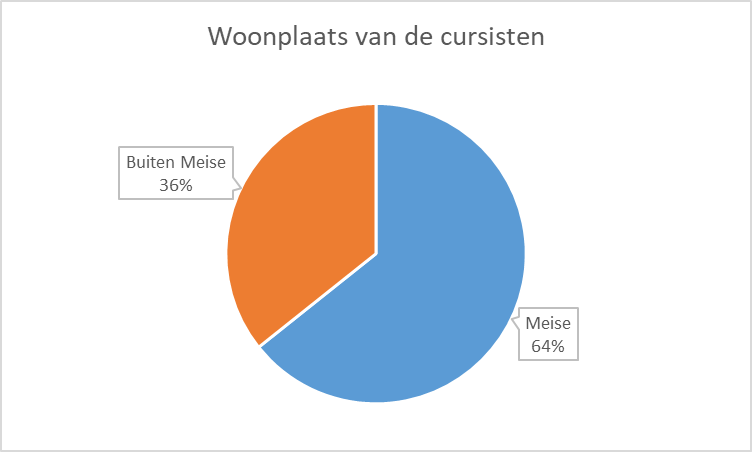 Woonplaats van de cursisten
Buiten Meise
36%
Meise
64%